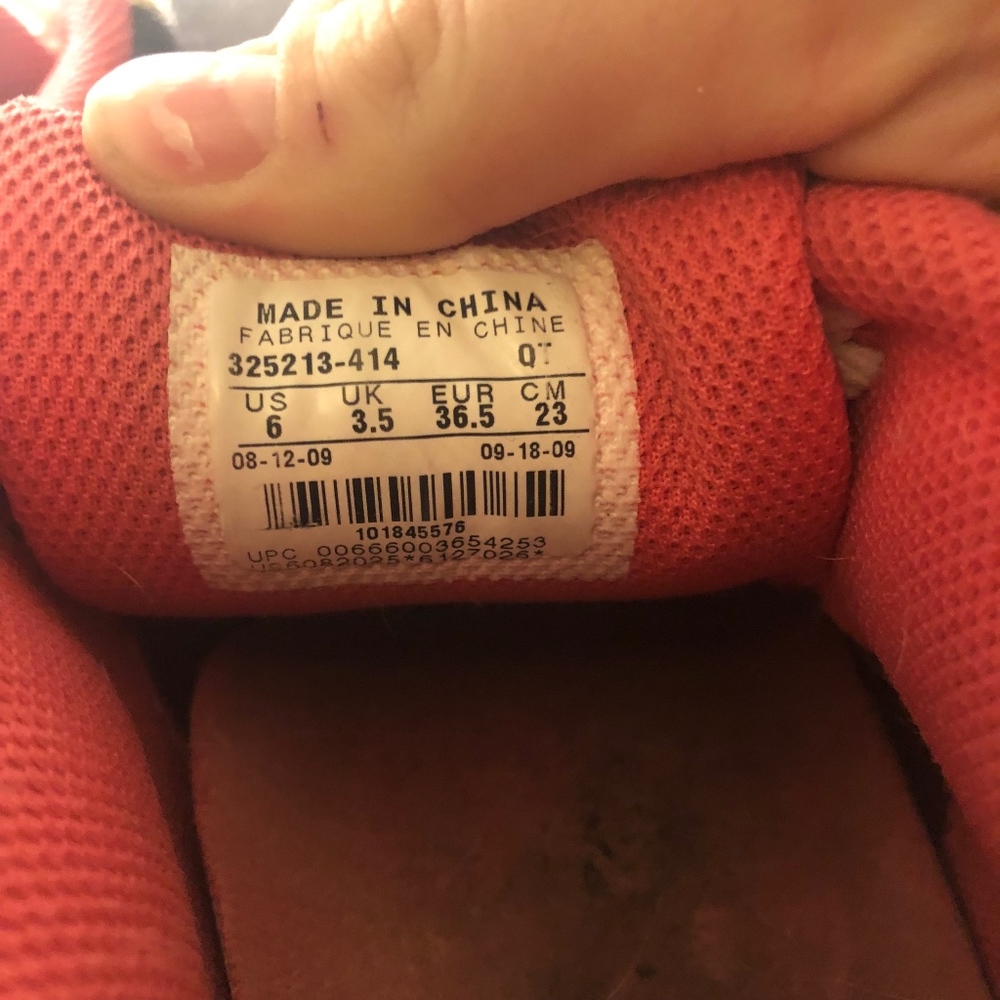 MADE IN CHINA
FABRIQUE EN CHINE
325213-414 QT
US UK EUR CM
6 3.5 36.5 23
08-12-09 09-18-09
101845576
UPC 00666003654253